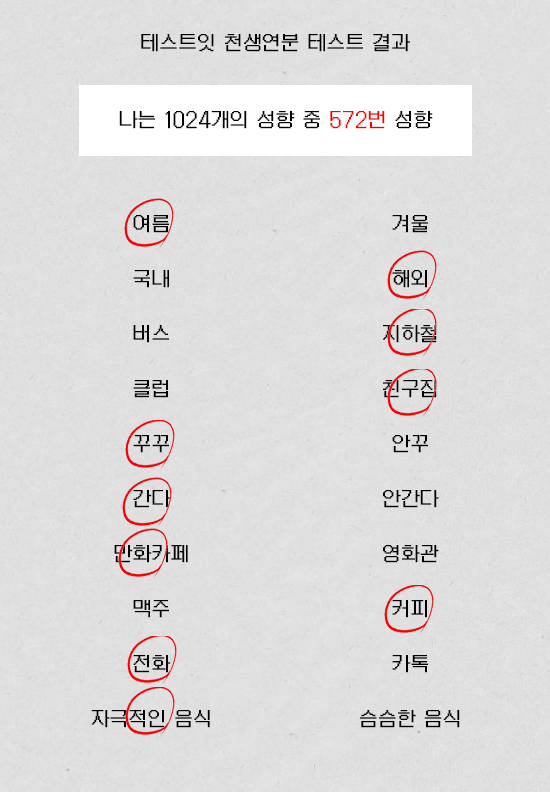 테스트잇 천생연분 테스트 결과
나는 1024개의 성향 중 572번 성향
여름 겨울
국내 해외
버스 지하철
클럽 친구집
꾸꾸 안꾸
간다 안간다
만화카페 영화관
맥주 커피
전화 카톡
자극적인 음식 슴슴한 음식